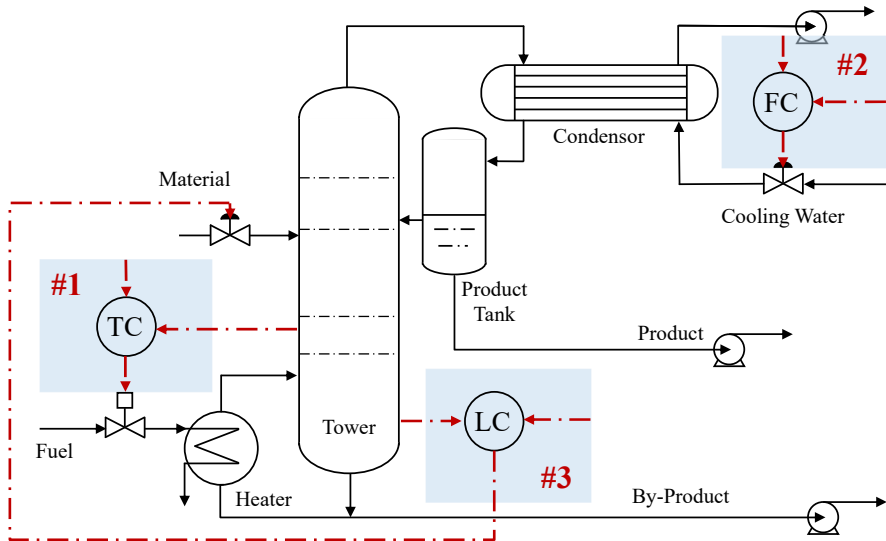 #2
FC
Condensor
Material
Cooling Water
#1
Product
Tank
TC
Product
LC
Tower
Fuel
#3
Heater
By-Product